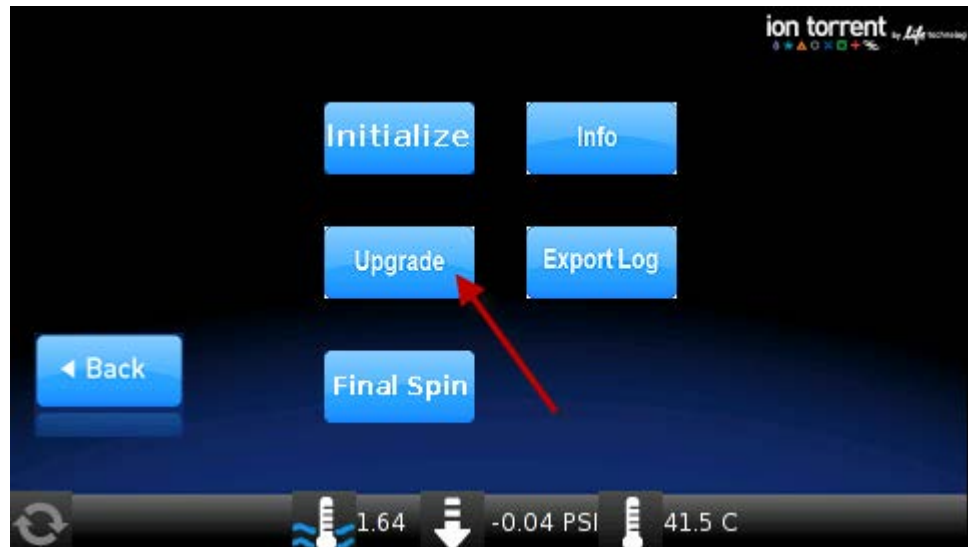 ion torrent
by life technologies
Initialize
Info
Upgrade
Export Log
Back
Final Spin
1.64
-0.04 PSI
41.5 C